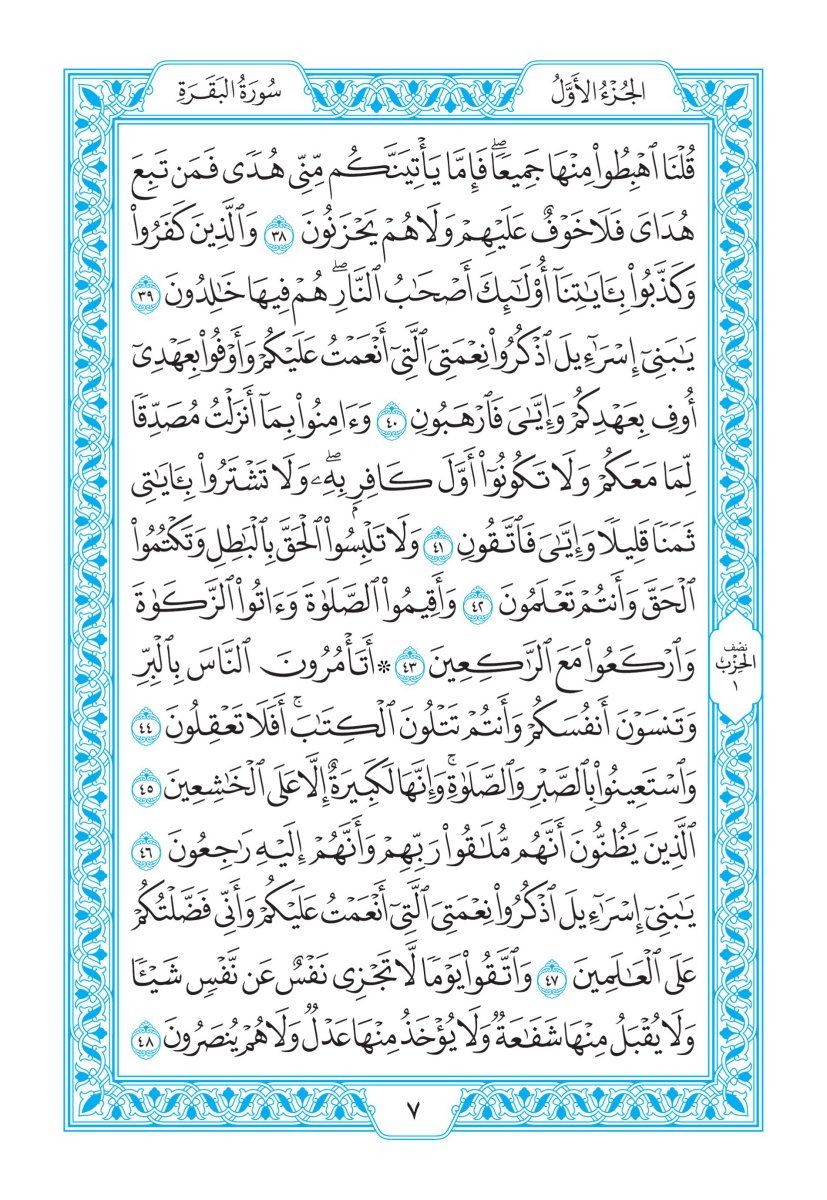 الجُزْءُ الأَوَّلُ
سُورَةُ البَقَرَةِ
قُلۡنَا ٱهۡبِطُواْ مِنۡهَا جَمِيعٗاۖ فَإِمَّا يَأۡتِيَنَّكُم مِّنِّي هُدٗى فَمَن تَبِعَ
هُدَايَ فَلَا خَوۡفٌ عَلَيۡهِمۡ وَلَا هُمۡ يَحۡزَنُونَ ٣٨ وَٱلَّذِينَ كَفَرُواْ
وَكَذَّبُواْ بِـَٔايَٰتِنَآ أُوْلَٰٓئِكَ أَصۡحَٰبُ ٱلنَّارِۖ هُمۡ فِيهَا خَٰلِدُونَ ٣٩
يَٰبَنِيٓ إِسۡرَٰٓءِيلَ ٱذۡكُرُواْ نِعۡمَتِيَ ٱلَّتِيٓ أَنۡعَمۡتُ عَلَيۡكُمۡ وَأَوۡفُواْ بِعَهۡدِيٓ
أُوفِ بِعَهۡدِكُمۡ وَإِيَّٰيَ فَٱرۡهَبُونِ ٤٠ وَءَامِنُواْ بِمَآ أَنزَلۡتُ مُصَدِّقٗا
لِّمَا مَعَكُمۡ وَلَا تَكُونُوٓاْ أَوَّلَ كَافِرِۭ بِهِۦۖ وَلَا تَشۡتَرُواْ بِـَٔايَٰتِي
ثَمَنٗا قَلِيلٗا وَإِيَّٰيَ فَٱتَّقُونِ ٤١ وَلَا تَلۡبِسُواْ ٱلۡحَقَّ بِٱلۡبَٰطِلِ وَتَكۡتُمُواْ
ٱلۡحَقَّ وَأَنتُمۡ تَعۡلَمُونَ ٤٢ وَأَقِيمُواْ ٱلصَّلَوٰةَ وَءَاتُواْ ٱلزَّكَوٰةَ
وَٱرۡكَعُواْ مَعَ ٱلرَّٰكِعِينَ ٤٣ ۞ أَتَأۡمُرُونَ ٱلنَّاسَ بِٱلۡبِرِّ
نِصْف
الحِزْب
١
وَتَنسَوۡنَ أَنفُسَكُمۡ وَأَنتُمۡ تَتۡلُونَ ٱلۡكِتَٰبَۚ أَفَلَا تَعۡقِلُونَ ٤٤
وَٱسۡتَعِينُواْ بِٱلصَّبۡرِ وَٱلصَّلَوٰةِۚ وَإِنَّهَا لَكَبِيرَةٌ إِلَّا عَلَى ٱلۡخَٰشِعِينَ ٤٥
ٱلَّذِينَ يَظُنُّونَ أَنَّهُم مُّلَٰقُواْ رَبِّهِمۡ وَأَنَّهُمۡ إِلَيۡهِ رَٰجِعُونَ ٤٦
يَٰبَنِيٓ إِسۡرَٰٓءِيلَ ٱذۡكُرُواْ نِعۡمَتِيَ ٱلَّتِيٓ أَنۡعَمۡتُ عَلَيۡكُمۡ وَأَنِّي فَضَّلۡتُكُمۡ
عَلَى ٱلۡعَٰلَمِينَ ٤٧ وَٱتَّقُواْ يَوۡمٗا لَّا تَجۡزِي نَفۡسٌ عَن نَّفۡسٖ شَيۡـٔٗا
وَلَا يُقۡبَلُ مِنۡهَا شَفَٰعَةٞ وَلَا يُؤۡخَذُ مِنۡهَا عَدۡلٞ وَلَا هُمۡ يُنصَرُونَ ٤٨
٧